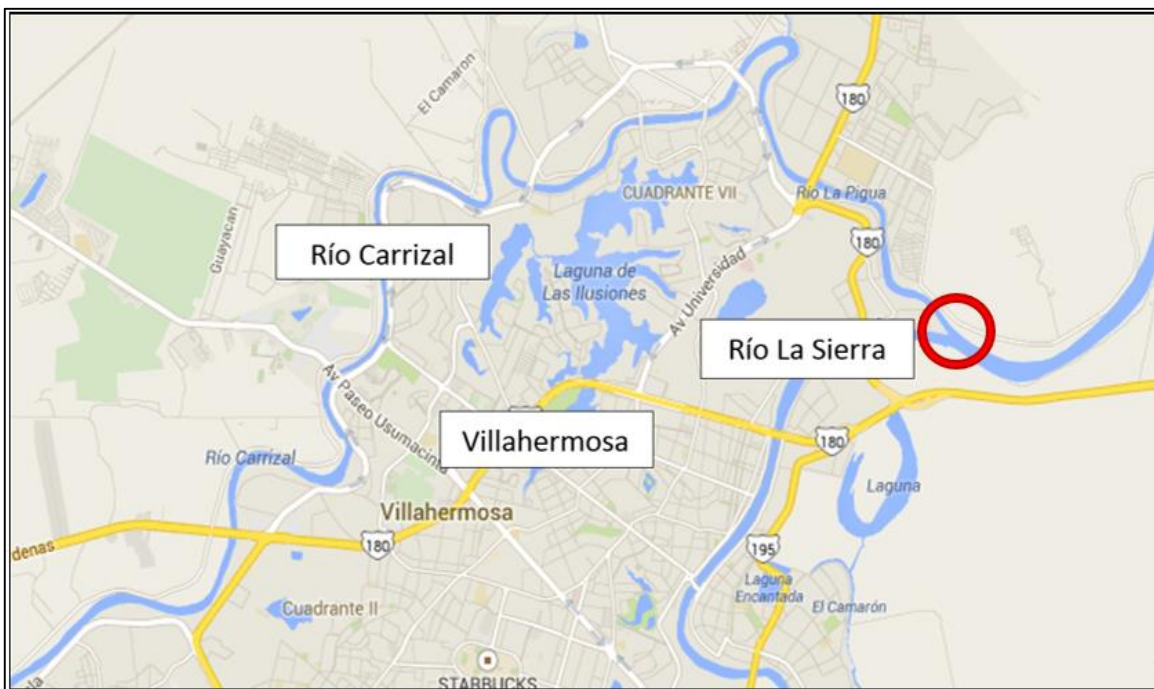 180
El Camaron
CUADRANTE VII
Río La Pigua
Guayacan
Río Carrizal
180
Laguna de
Las Ilusiones
Av Universidad
Río La Sierra
Av Paseo Usumacinta
Villahermosa
180
Río Carrizal
Laguna
Villahermosa
denas
180
195
Laguna
Encantada
El Camarón
Cuadrante II
STARBUCKS